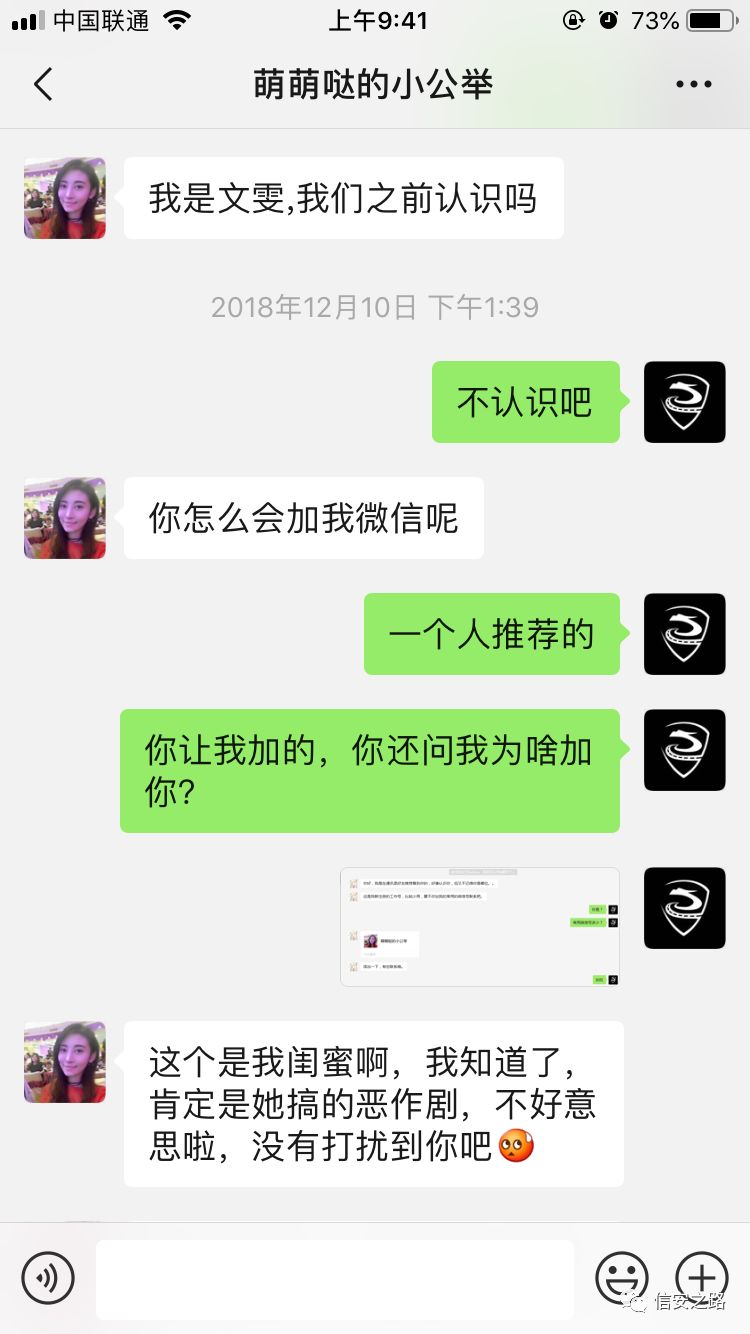 中国联通
上午9:41
73%
萌萌哒的小公举
我是文雯,我们之前认识吗
2018年12月10日 下午1:39
不认识吧
你怎么会加我微信呢
一个人推荐的
你让我加的，你还问我为啥加
你?
这个是我闺蜜啊，我知道了，
肯定是她搞的恶作剧，不好意
思啦，没有打扰到你吧
信安之路